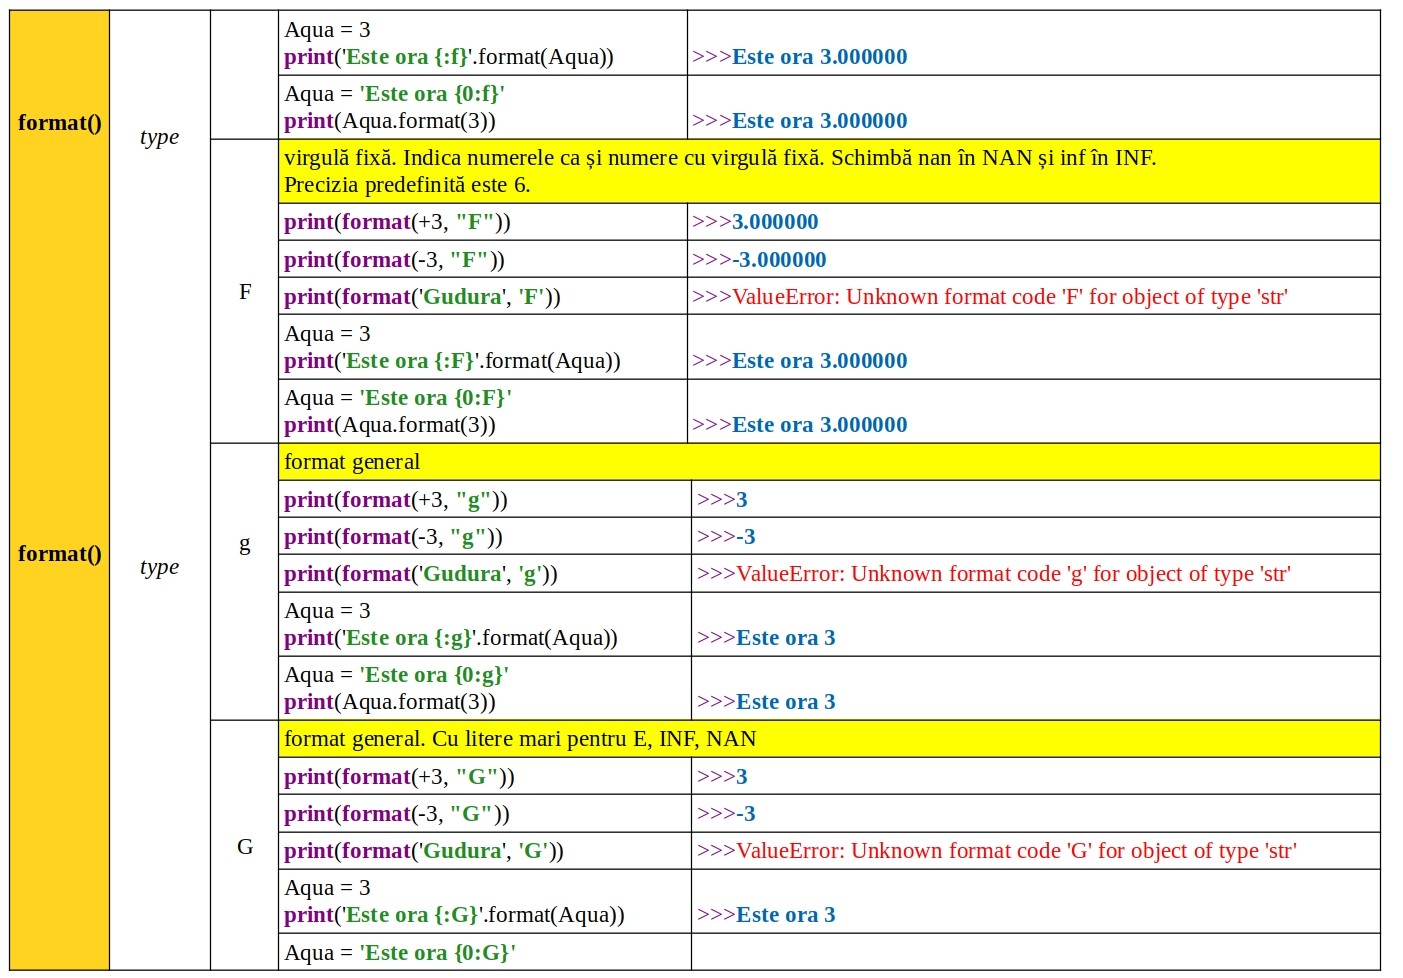 format()
type
Aqua = 3
print('Este ora {:f}'.format(Aqua))
>>>Este ora 3.000000
Aqua = 'Este ora {0:f}'
print(Aqua.format(3))
>>>Este ora 3.000000
F
virgulă fixă. Indica numerele ca și numere cu virgulă fixă. Schimbă nan în NAN și inf în INF.
Precizia predefinită este 6.
print(format(+3, "F"))
>>>3.000000
print(format(-3, "F"))
>>>-3.000000
print(format('Gudura', 'F'))
>>>ValueError: Unknown format code 'F' for object of type 'str'
Aqua = 3
print('Este ora {:F}'.format(Aqua))
>>>Este ora 3.000000
Aqua = 'Este ora {0:F}'
print(Aqua.format(3))
>>>Este ora 3.000000
format()
type
g
format general
print(format(+3, "g"))
>>>3
print(format(-3, "g"))
>>>-3
print(format('Gudura', 'g'))
>>>ValueError: Unknown format code 'g' for object of type 'str'
Aqua = 3
print('Este ora {:g}'.format(Aqua))
>>>Este ora 3
Aqua = 'Este ora {0:g}'
print(Aqua.format(3))
>>>Este ora 3
G
format general. Cu litere mari pentru E, INF, NAN
print(format(+3, "G"))
>>>3
print(format(-3, "G"))
>>>-3
print(format('Gudura', 'G'))
>>>ValueError: Unknown format code 'G' for object of type 'str'
Aqua = 3
print('Este ora {:G}'.format(Aqua))
>>>Este ora 3
Aqua = 'Este ora {0:G}'